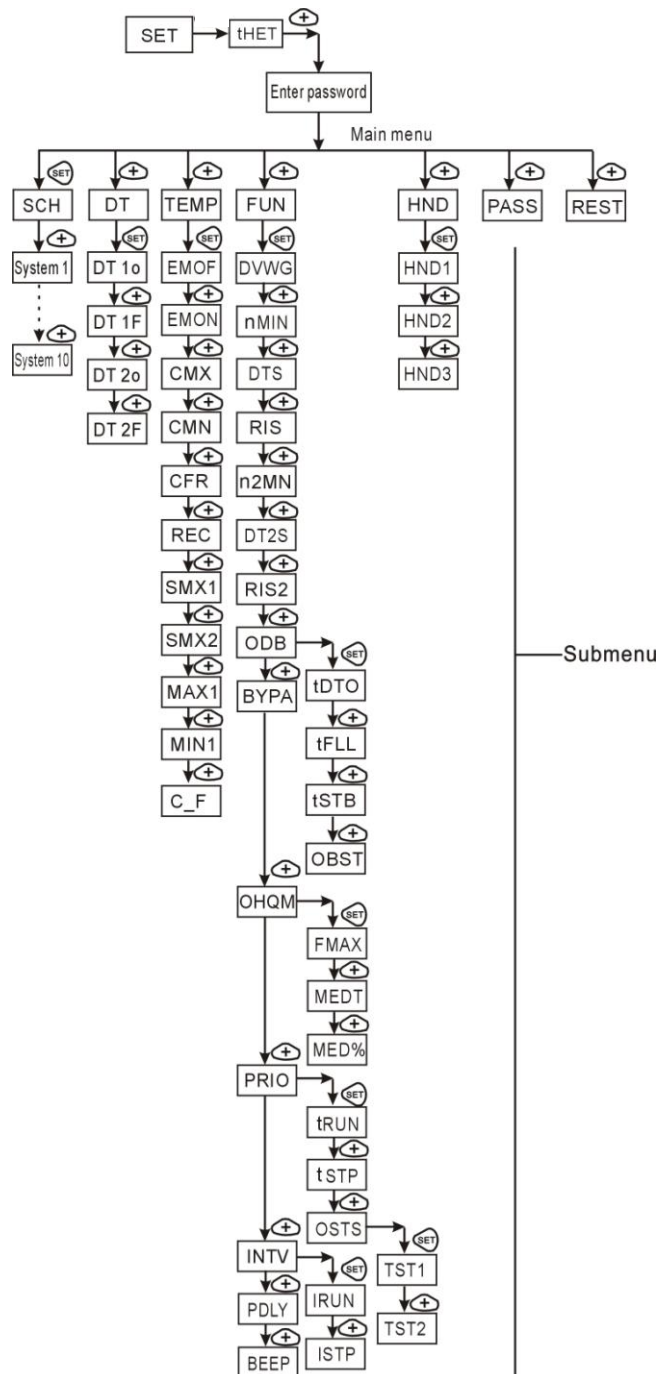 SET
tHET
+
Enter password
Main menu
SET + + + + + +
SCH DT TEMP FUN HND PASS REST
+ SET SET SET SET
System 1 DT 1o EMOF DVWG HND1
+ + + +
DT 1F EMON nMIN HND2
+ + + + +
System 10 DT 2o CMX DTS HND3
+ + +
DT 2F CMN RIS
+ +
CFR n2MN
+ +
REC DT2S
+ +
SMX1 RIS2
+ +
SMX2 ODB
+ + SET
MAX1 BYPA tDTO
Submenu
+ +
MIN1 tFLL
+ +
C_F tSTB
+
OBST
+
OHQM
SET
FMAX
+
MEDT
+ +
PRIO MED%
SET
tRUN
+
tSTP
+ +
INTV OSTS
+ SET SET
PDLY IRUN TST1
+ + +
BEEP ISTP TST2